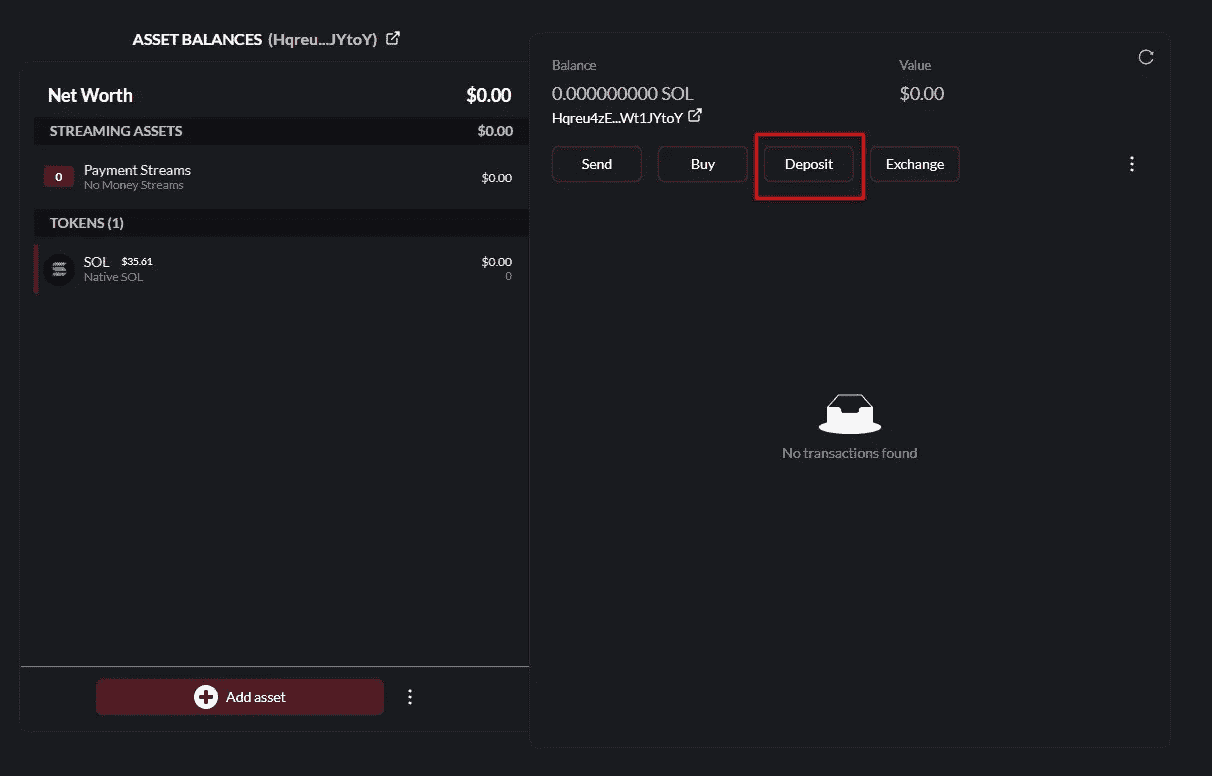 ASSET BALANCES (Hqreu...JYtoY)
Net Worth $0.00
STREAMING ASSETS $0.00
0 Payment Streams $0.00
No Money Streams
TOKENS (1)
SOL $35.61 $0.00
Native SOL 0
Add asset
Balance Value
0.000000000 SOL $0.00
Hqreu4zE...Wt1JYtoY
Send Buy Deposit Exchange
No transactions found